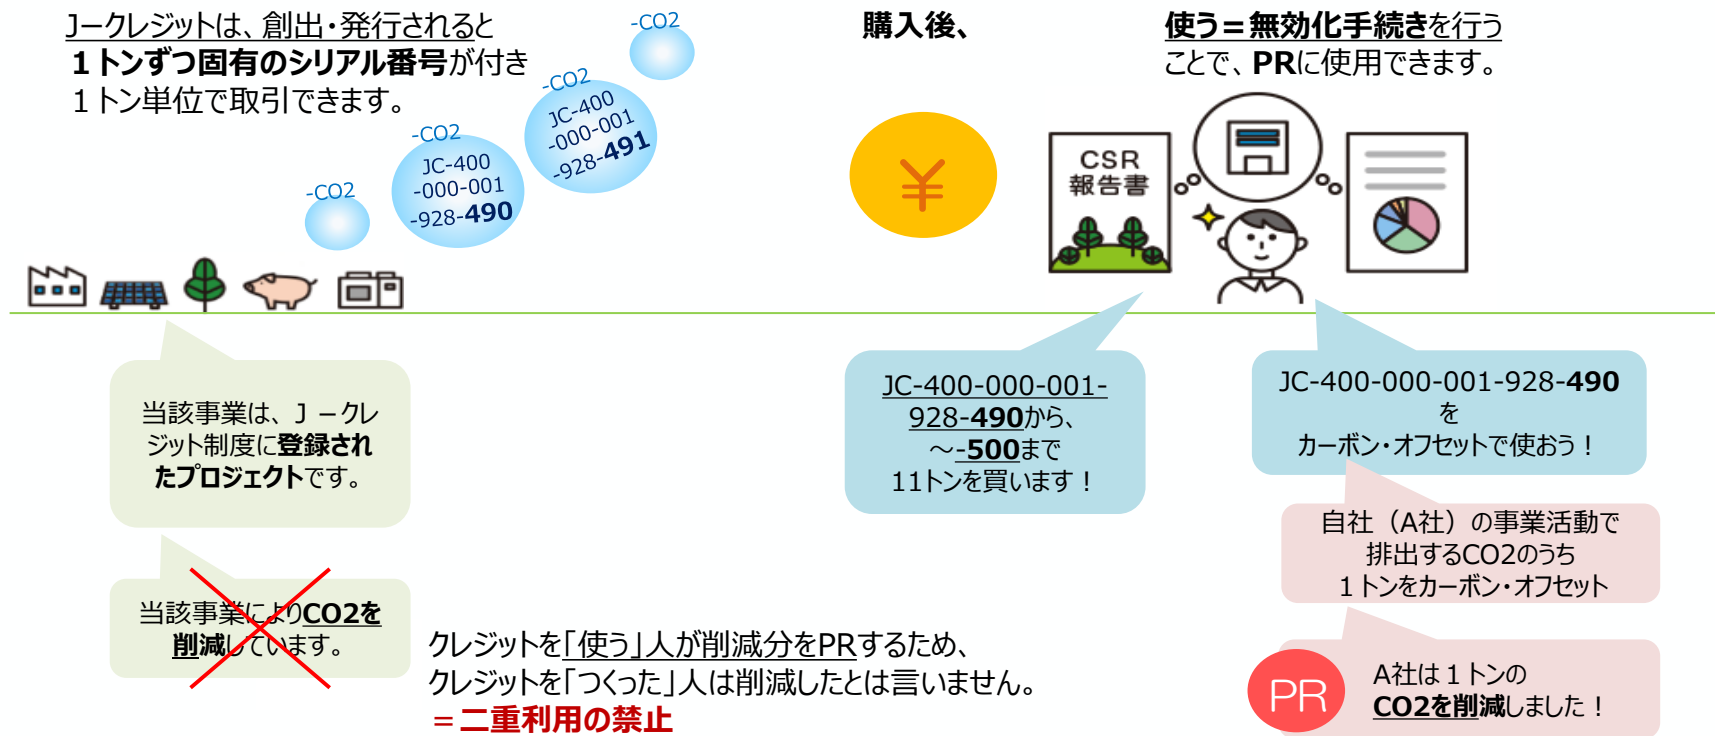 J-クレジットは、創出・発行されると
１トンずつ固有のシリアル番号が付き
１トン単位で取引できます。
-CO2
-CO2
JC-400
-000-001
-928-490
-CO2
JC-400
-000-001
-928-491
-CO2
購入後、
¥
使う＝無効化手続きを行う
ことで、PRに使用できます。
CSR
報告書
当該事業は、J －クレ
ジット制度に登録され
たプロジェクトです。
当該事業によりCO2を
削減しています。
クレジットを「使う」人が削減分をPRするため、
クレジットを「つくった」人は削減したとは言いません。
＝二重利用の禁止
JC-400-000-001-
928-490から、
～-500まで
11トンを買います！
JC-400-000-001-928-490
を
カーボン・オフセットで使おう！
自社（A社）の事業活動で
排出するCO2のうち
１トンをカーボン・オフセット
PR
A社は１トンの
CO2を削減しました！